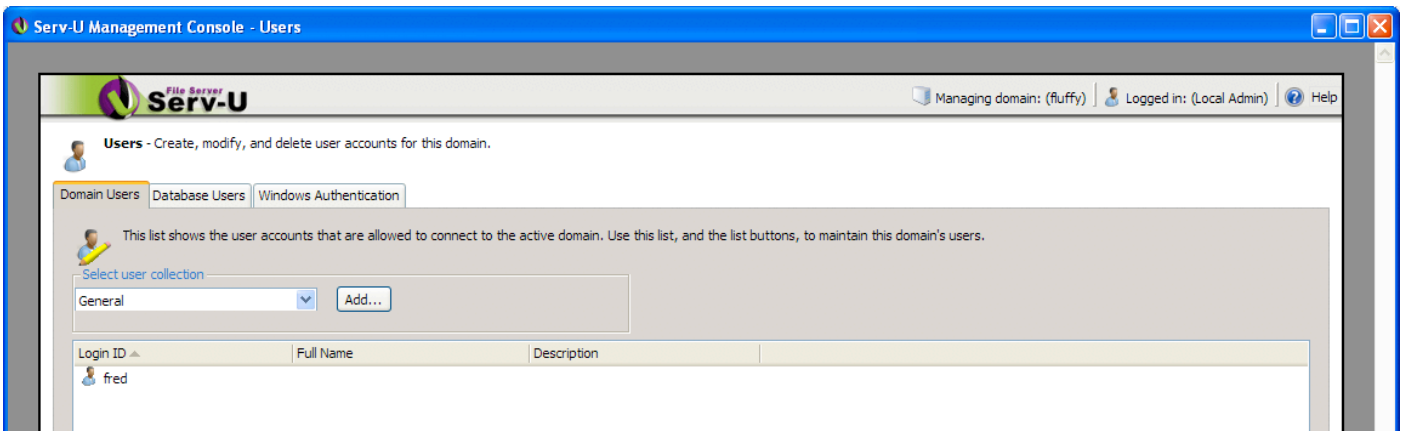 Serv-U Management Console - Users
File Server
Serv-U
Managing domain: (fluffy) Logged in: (Local Admin) Help
Users - Create, modify, and delete user accounts for this domain.
Domain Users Database Users Windows Authentication
This list shows the user accounts that are allowed to connect to the active domain. Use this list, and the list buttons, to maintain this domain's users.
Select user collection
General Add...
Login ID Full Name Description
fred